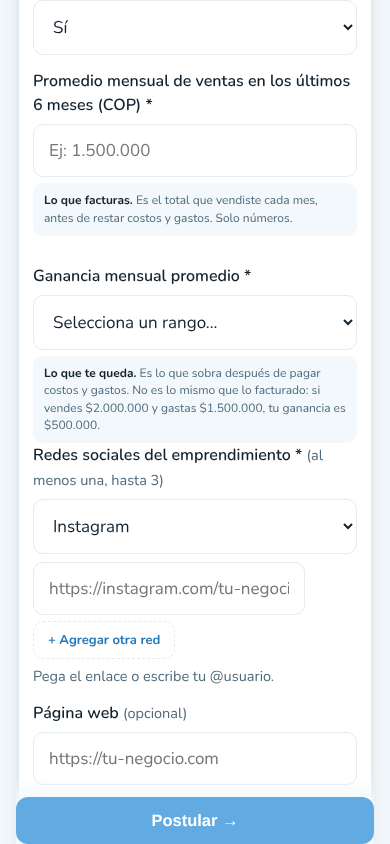 Sí
Promedio mensual de ventas en los últimos
6 meses (COP) *
Ej: 1.500.000
Lo que facturas. Es el total que vendiste cada mes,
antes de restar costos y gastos. Solo números.
Ganancia mensual promedio *
Selecciona un rango...
Lo que te queda. Es lo que sobra después de pagar
costos y gastos. No es lo mismo que lo facturado: si
vendes $2.000.000 y gastas $1.500.000, tu ganancia es
$500.000.
Redes sociales del emprendimiento * (al
menos una, hasta 3)
Instagram
https://instagram.com/tu-negoci
+ Agregar otra red
Pega el enlace o escribe tu @usuario.
Página web (opcional)
https://tu-negocio.com
Postular →